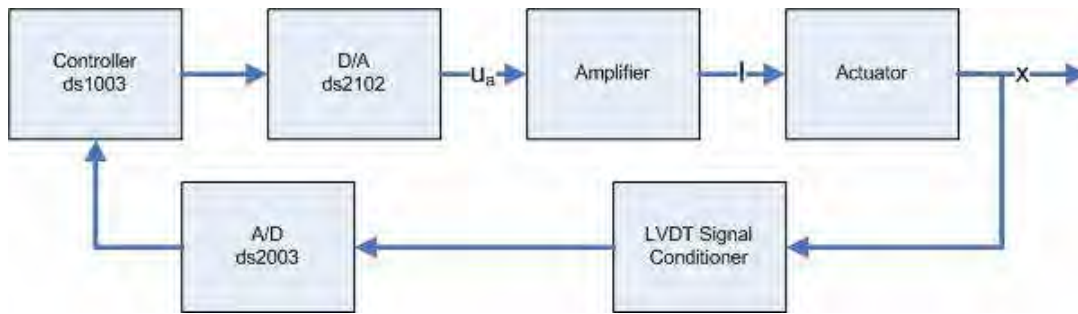 Controller
ds1003
D/A
ds2102
uₐ
Amplifier
I
Actuator
x
A/D
ds2003
LVDT Signal
Conditioner